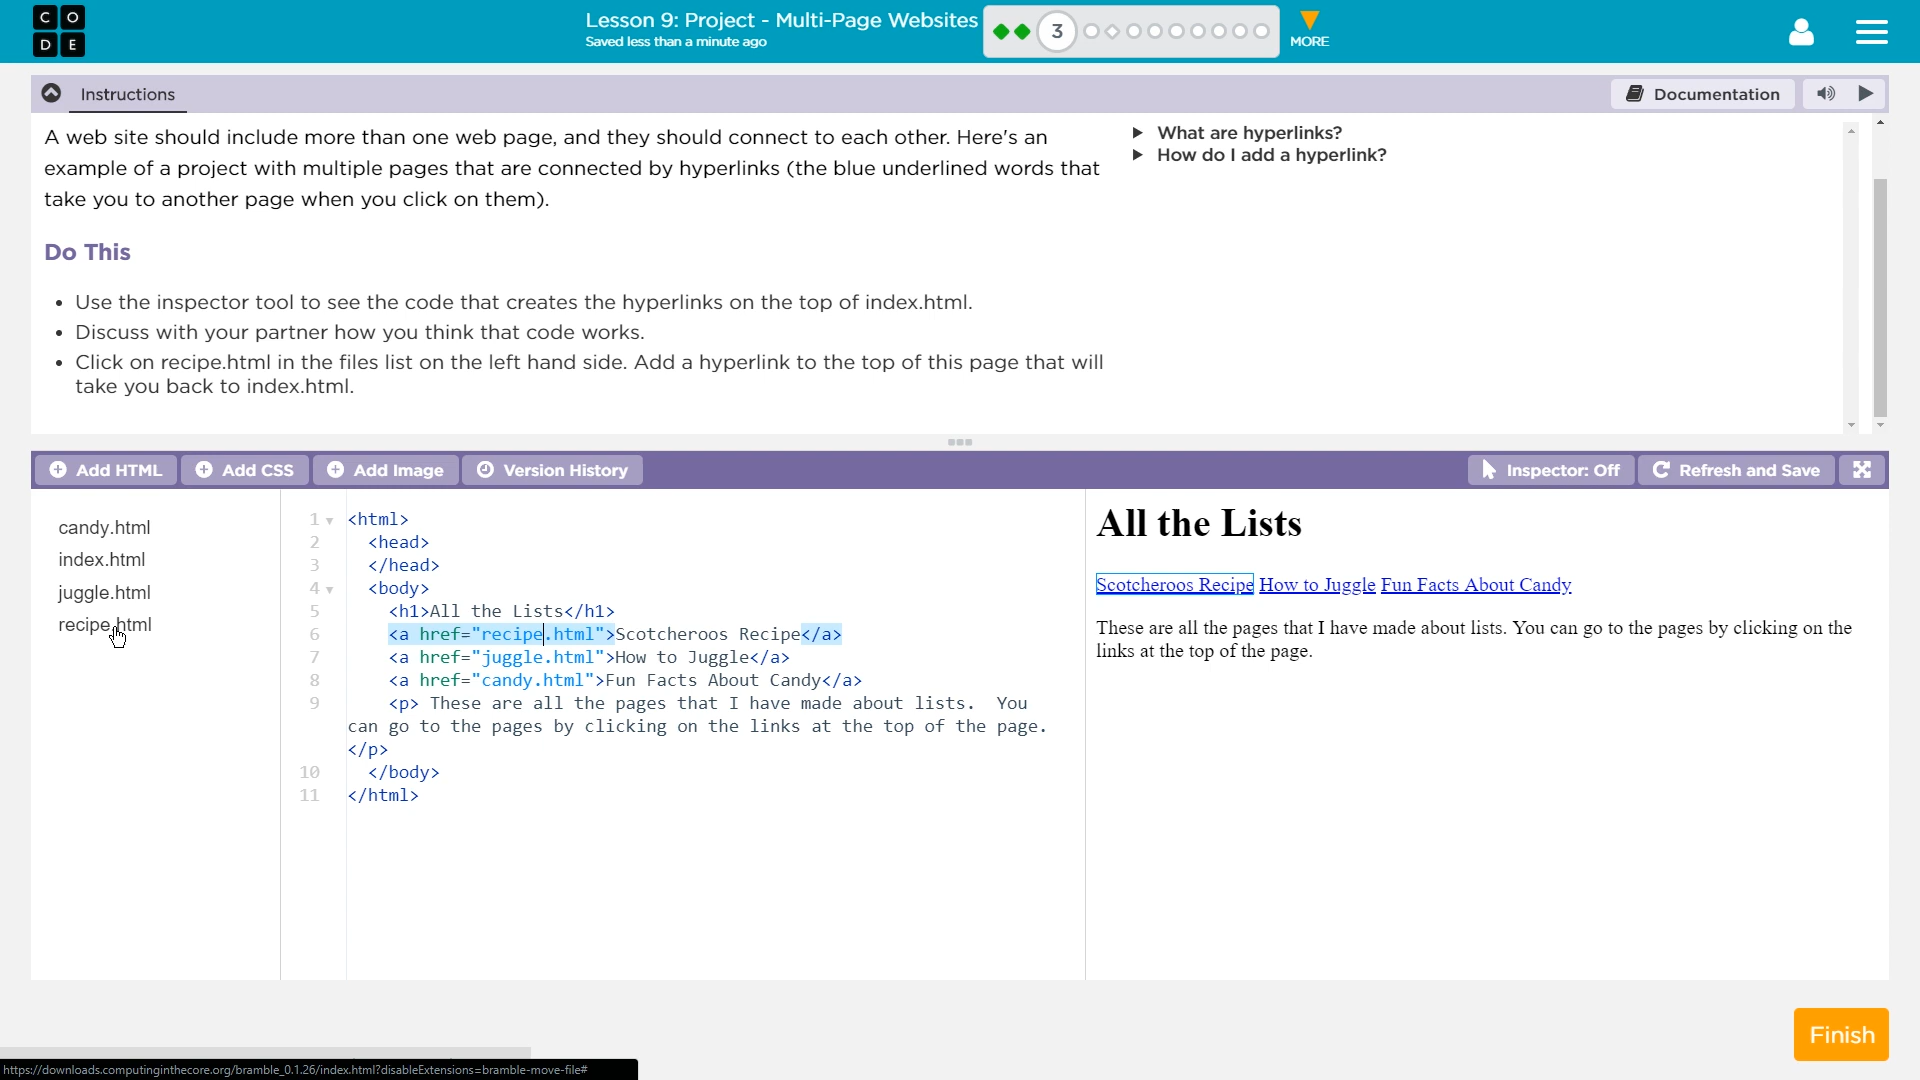 C O
D E
Lesson 9: Project - Multi-Page Websites
Saved less than a minute ago
3
MORE
Instructions
Documentation
A web site should include more than one web page, and they should connect to each other. Here's an
example of a project with multiple pages that are connected by hyperlinks (the blue underlined words that
take you to another page when you click on them).
What are hyperlinks?
How do I add a hyperlink?
Do This
• Use the inspector tool to see the code that creates the hyperlinks on the top of index.html.
• Discuss with your partner how you think that code works.
• Click on recipe.html in the files list on the left hand side. Add a hyperlink to the top of this page that will
take you back to index.html.
Add HTML
Add CSS
Add Image
Version History
Inspector: Off
Refresh and Save
candy.html
index.html
juggle.html
recipe.html
1 <html>
2 <head>
3 </head>
4 <body>
5 <h1>All the Lists</h1>
6 <a href="recipe.html">Scotcheroos Recipe</a>
7 <a href="juggle.html">How to Juggle</a>
8 <a href="candy.html">Fun Facts About Candy</a>
9 <p> These are all the pages that I have made about lists.  You
can go to the pages by clicking on the links at the top of the page.
</p>
10 </body>
11 </html>
All the Lists
Scotcheroos Recipe How to Juggle Fun Facts About Candy
These are all the pages that I have made about lists. You can go to the pages by clicking on the
links at the top of the page.
Finish
https://downloads.computinginthecore.org/bramble_0.1.26/index.html?disableExtensions=bramble-move-file#